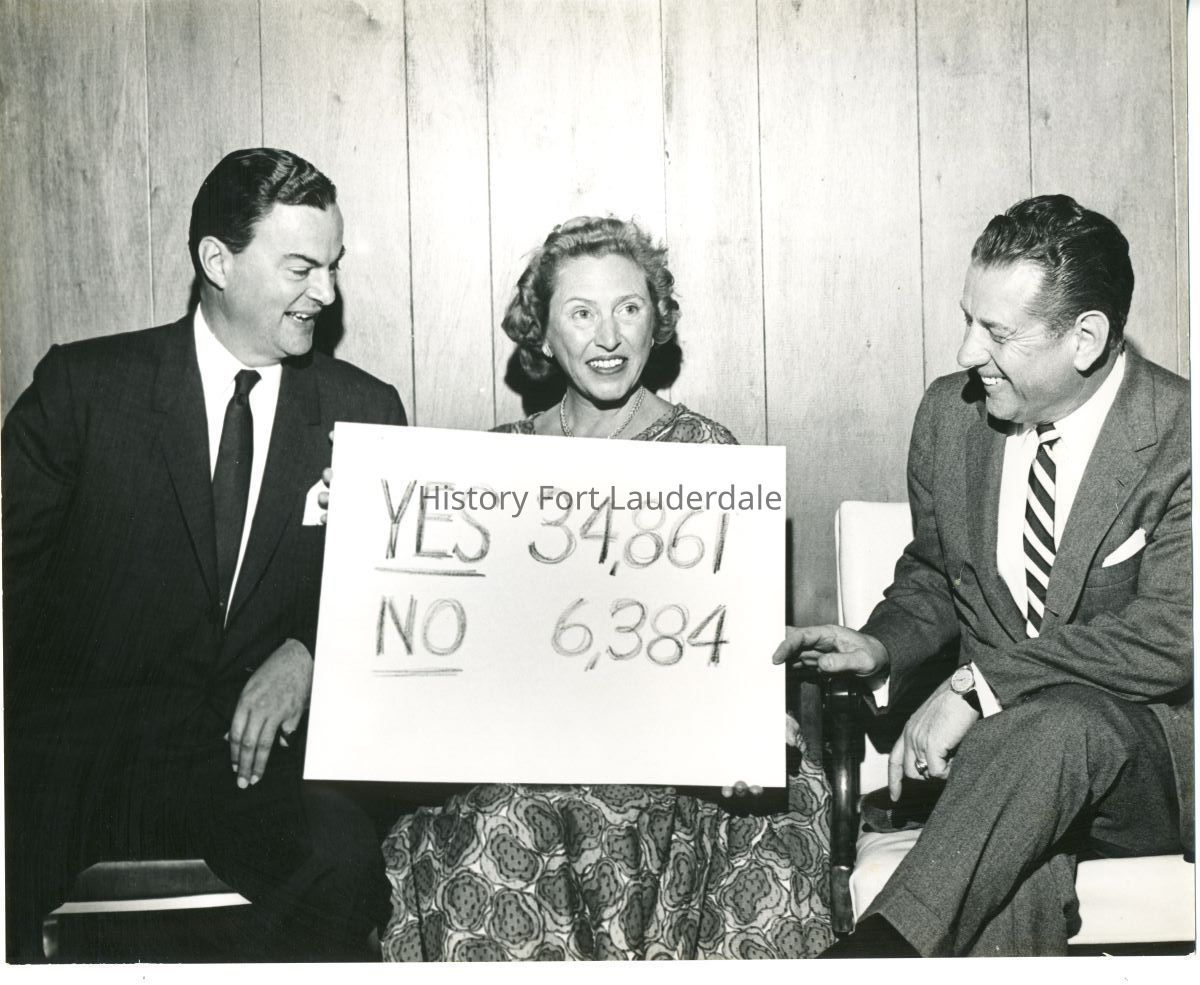 History Fort Lauderdale
YES 34,861
NO 6,384